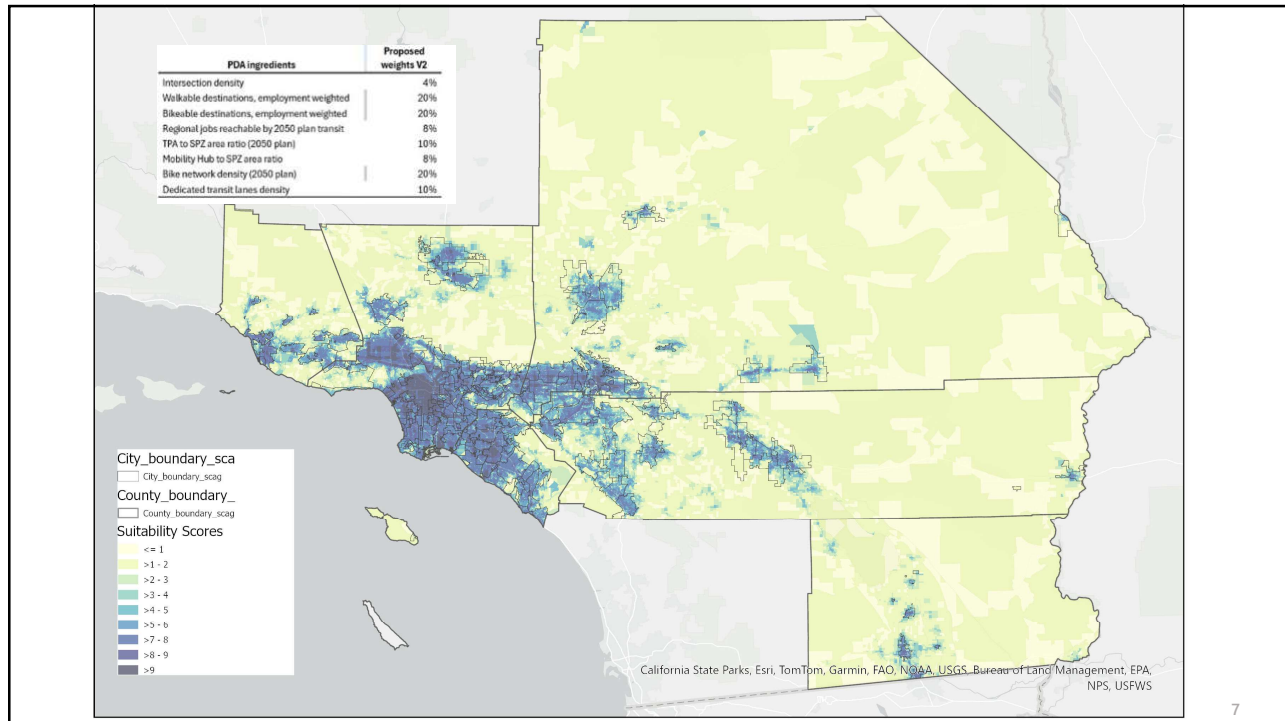 PDA ingredients Proposed weights V2
Intersection density 4%
Walkable destinations, employment weighted 20%
Bikeable destinations, employment weighted 20%
Regional jobs reachable by 2050 plan transit 8%
TPA to SPZ area ratio (2050 plan) 10%
Mobility Hub to SPZ area ratio 8%
Bike network density (2050 plan) 20%
Dedicated transit lanes density 10%
City_boundary_sca
City_boundary_scag
County_boundary_
County_boundary_scag
Suitability Scores
<= 1
>1 - 2
>2 - 3
>3 - 4
>4 - 5
>5 - 6
>7 - 8
>8 - 9
>9
California State Parks, Esri, TomTom, Garmin, FAO, NOAA, USGS, Bureau of Land Management, EPA,
NPS, USFWS
7